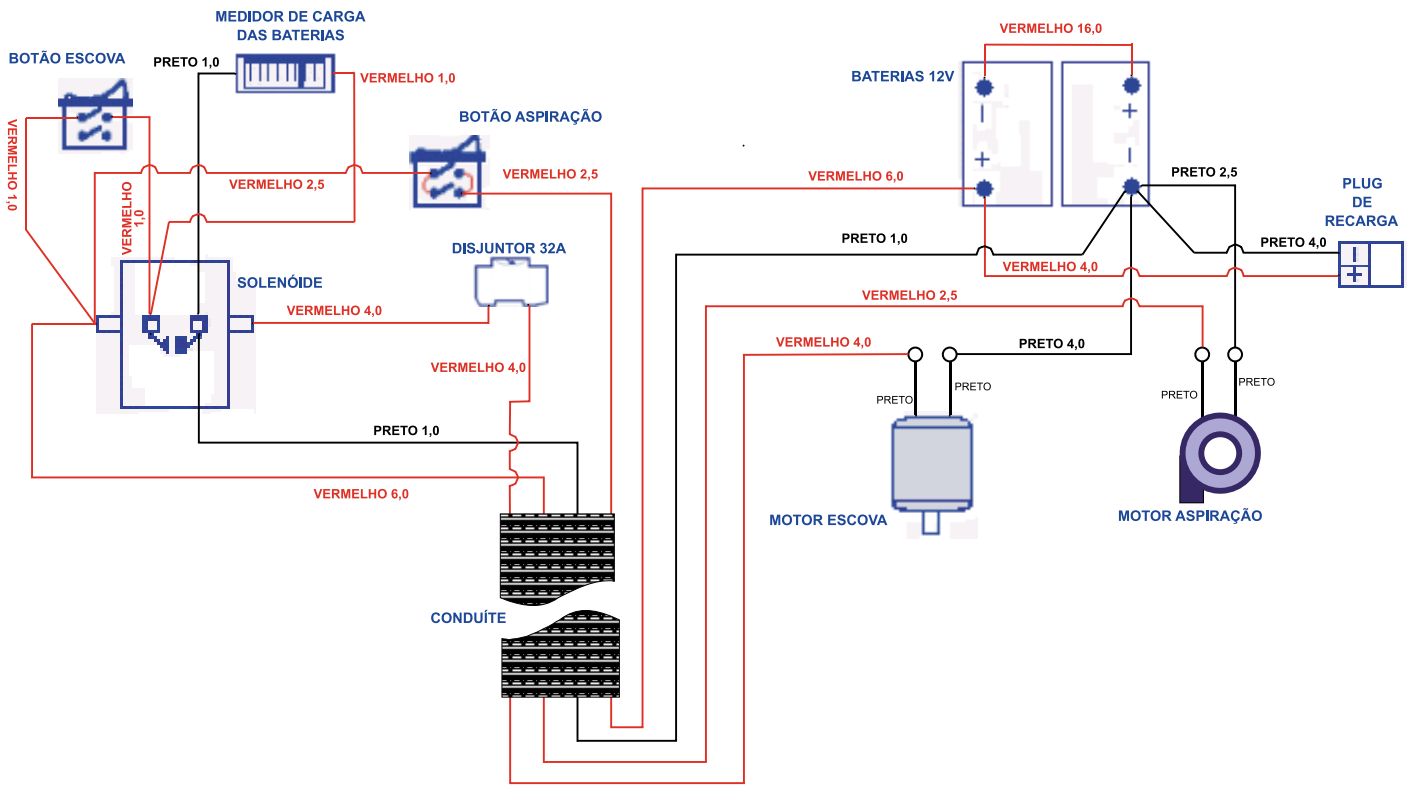 MEDIDOR DE CARGA
DAS BATERIAS
BOTÃO ESCOVA
PRETO 1,0
VERMELHO 1,0
VERMELHO 16,0
BATERIAS 12V
BOTÃO ASPIRAÇÃO
VERMELHO 1,0
VERMELHO 2,5
VERMELHO 2,5
VERMELHO 6,0
PRETO 2,5
PLUG
DE
RECARGA
VERMELHO
1,0
PRETO 1,0
PRETO 4,0
DISJUNTOR 32A
VERMELHO 4,0
SOLENÓIDE
VERMELHO 4,0
VERMELHO 2,5
VERMELHO 4,0
PRETO 4,0
VERMELHO 4,0
PRETO
PRETO
PRETO
PRETO
PRETO 1,0
VERMELHO 6,0
MOTOR ESCOVA
MOTOR ASPIRAÇÃO
CONDUÍTE